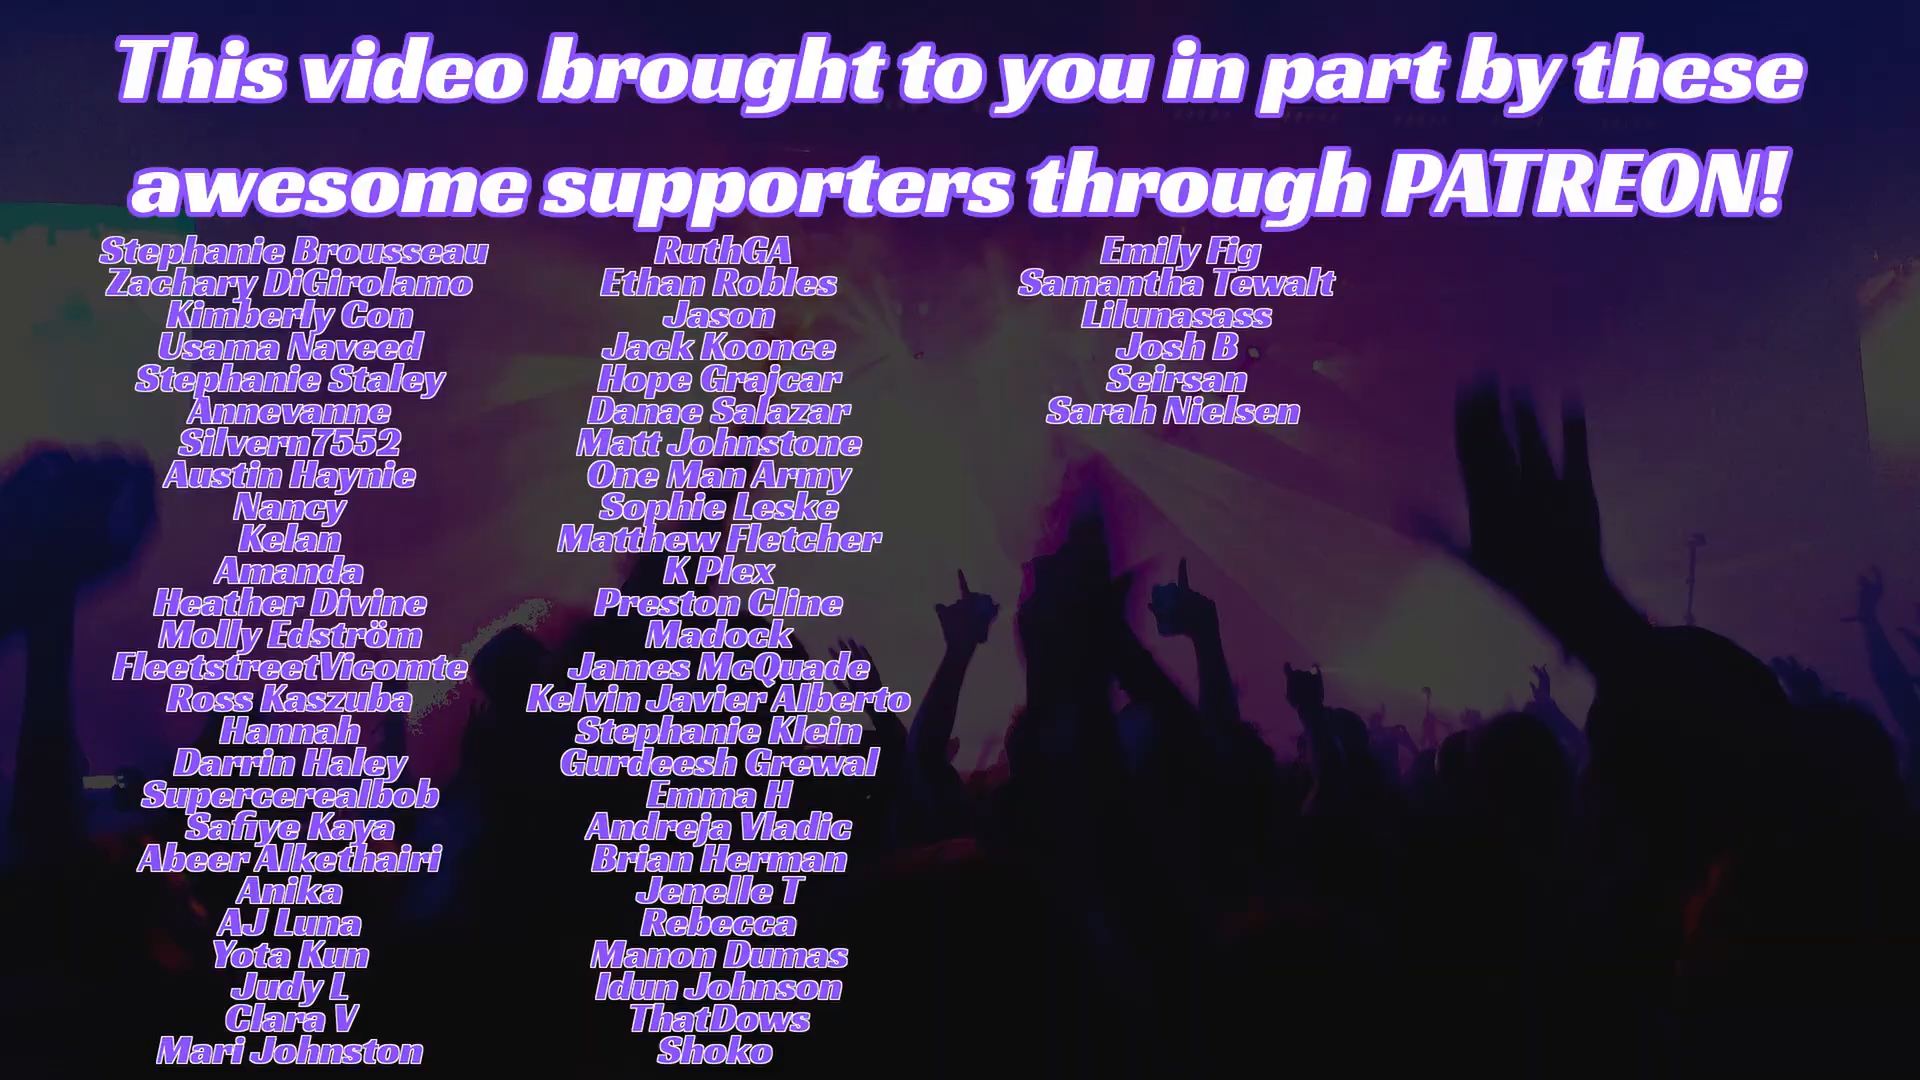 This video brought to you in part by these
awesome supporters through PATREON!
Stephanie Brousseau
Zachary DiGirolamo
Kimberly Con
Usama Naveed
Stephanie Staley
Annevanne
Silvern7552
Austin Haynie
Nancy
Kelan
Amanda
Heather Divine
Molly Edström
FleetstreetVicomte
Ross Kaszuba
Hannah
Darrin Haley
Supercerealbob
Safiye Kaya
Abeer Alkethairi
Anika
AJ Luna
Yota Kun
Judy L
Clara V
Mari Johnston
RuthGA
Ethan Robles
Jason
Jack Koonce
Hope Grajcar
Danae Salazar
Matt Johnstone
One Man Army
Sophie Leske
Matthew Fletcher
K Plex
Preston Cline
Madock
James McQuade
Kelvin Javier Alberto
Stephanie Klein
Gurdeesh Grewal
Emma H
Andreja Vladic
Brian Herman
Jenelle T
Rebecca
Manon Dumas
Idun Johnson
ThatDows
Shoko
Emily Fig
Samantha Tewalt
Lilunasass
Josh B
Seirsan
Sarah Nielsen